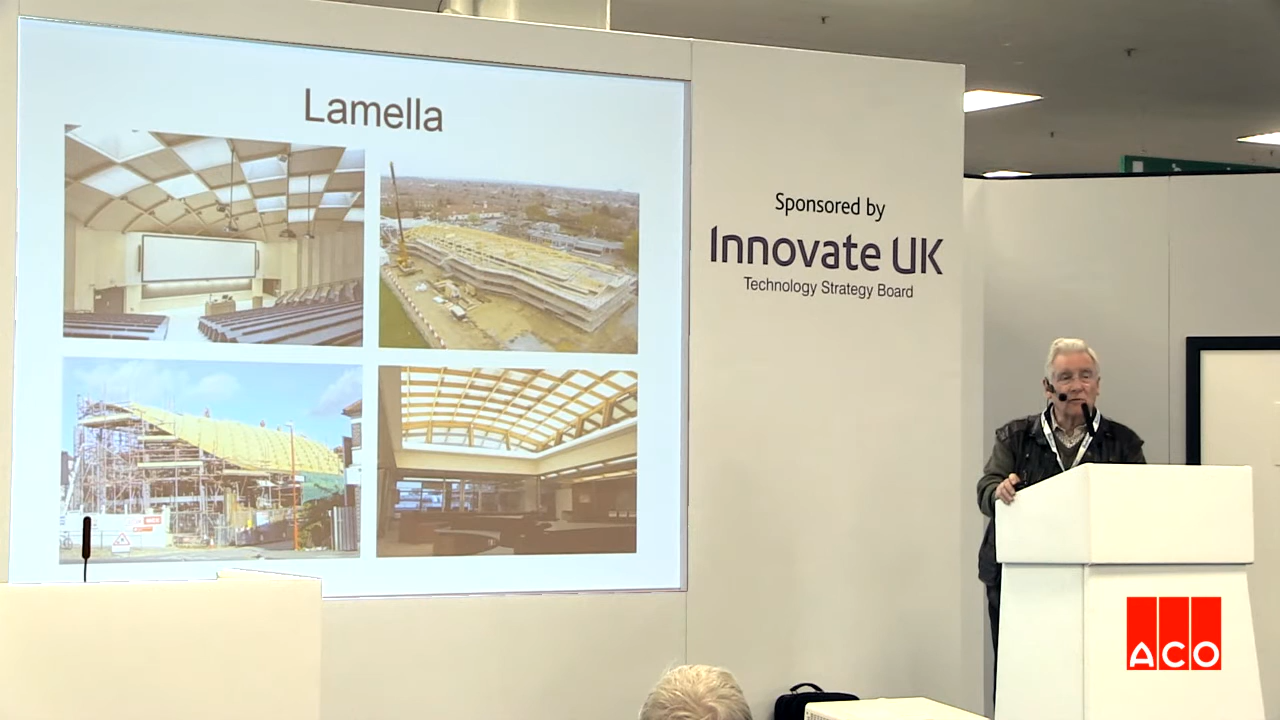 Lamella
Sponsored by
Innovate UK
Technology Strategy Board
ACO